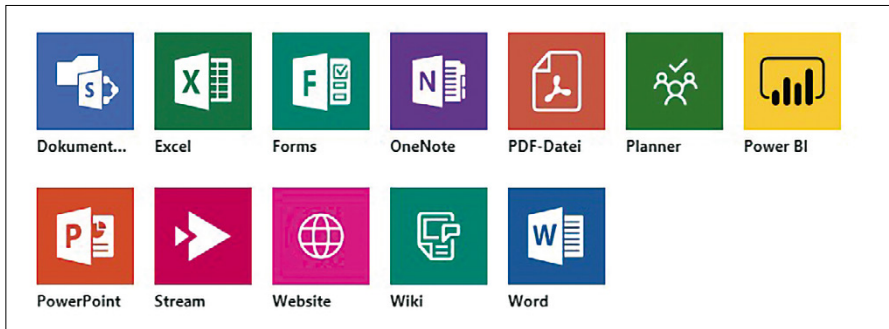 S
X
F
N
Dokument...
Excel
Forms
OneNote
PDF-Datei
Planner
Power BI
P
W
PowerPoint
Stream
Website
Wiki
Word